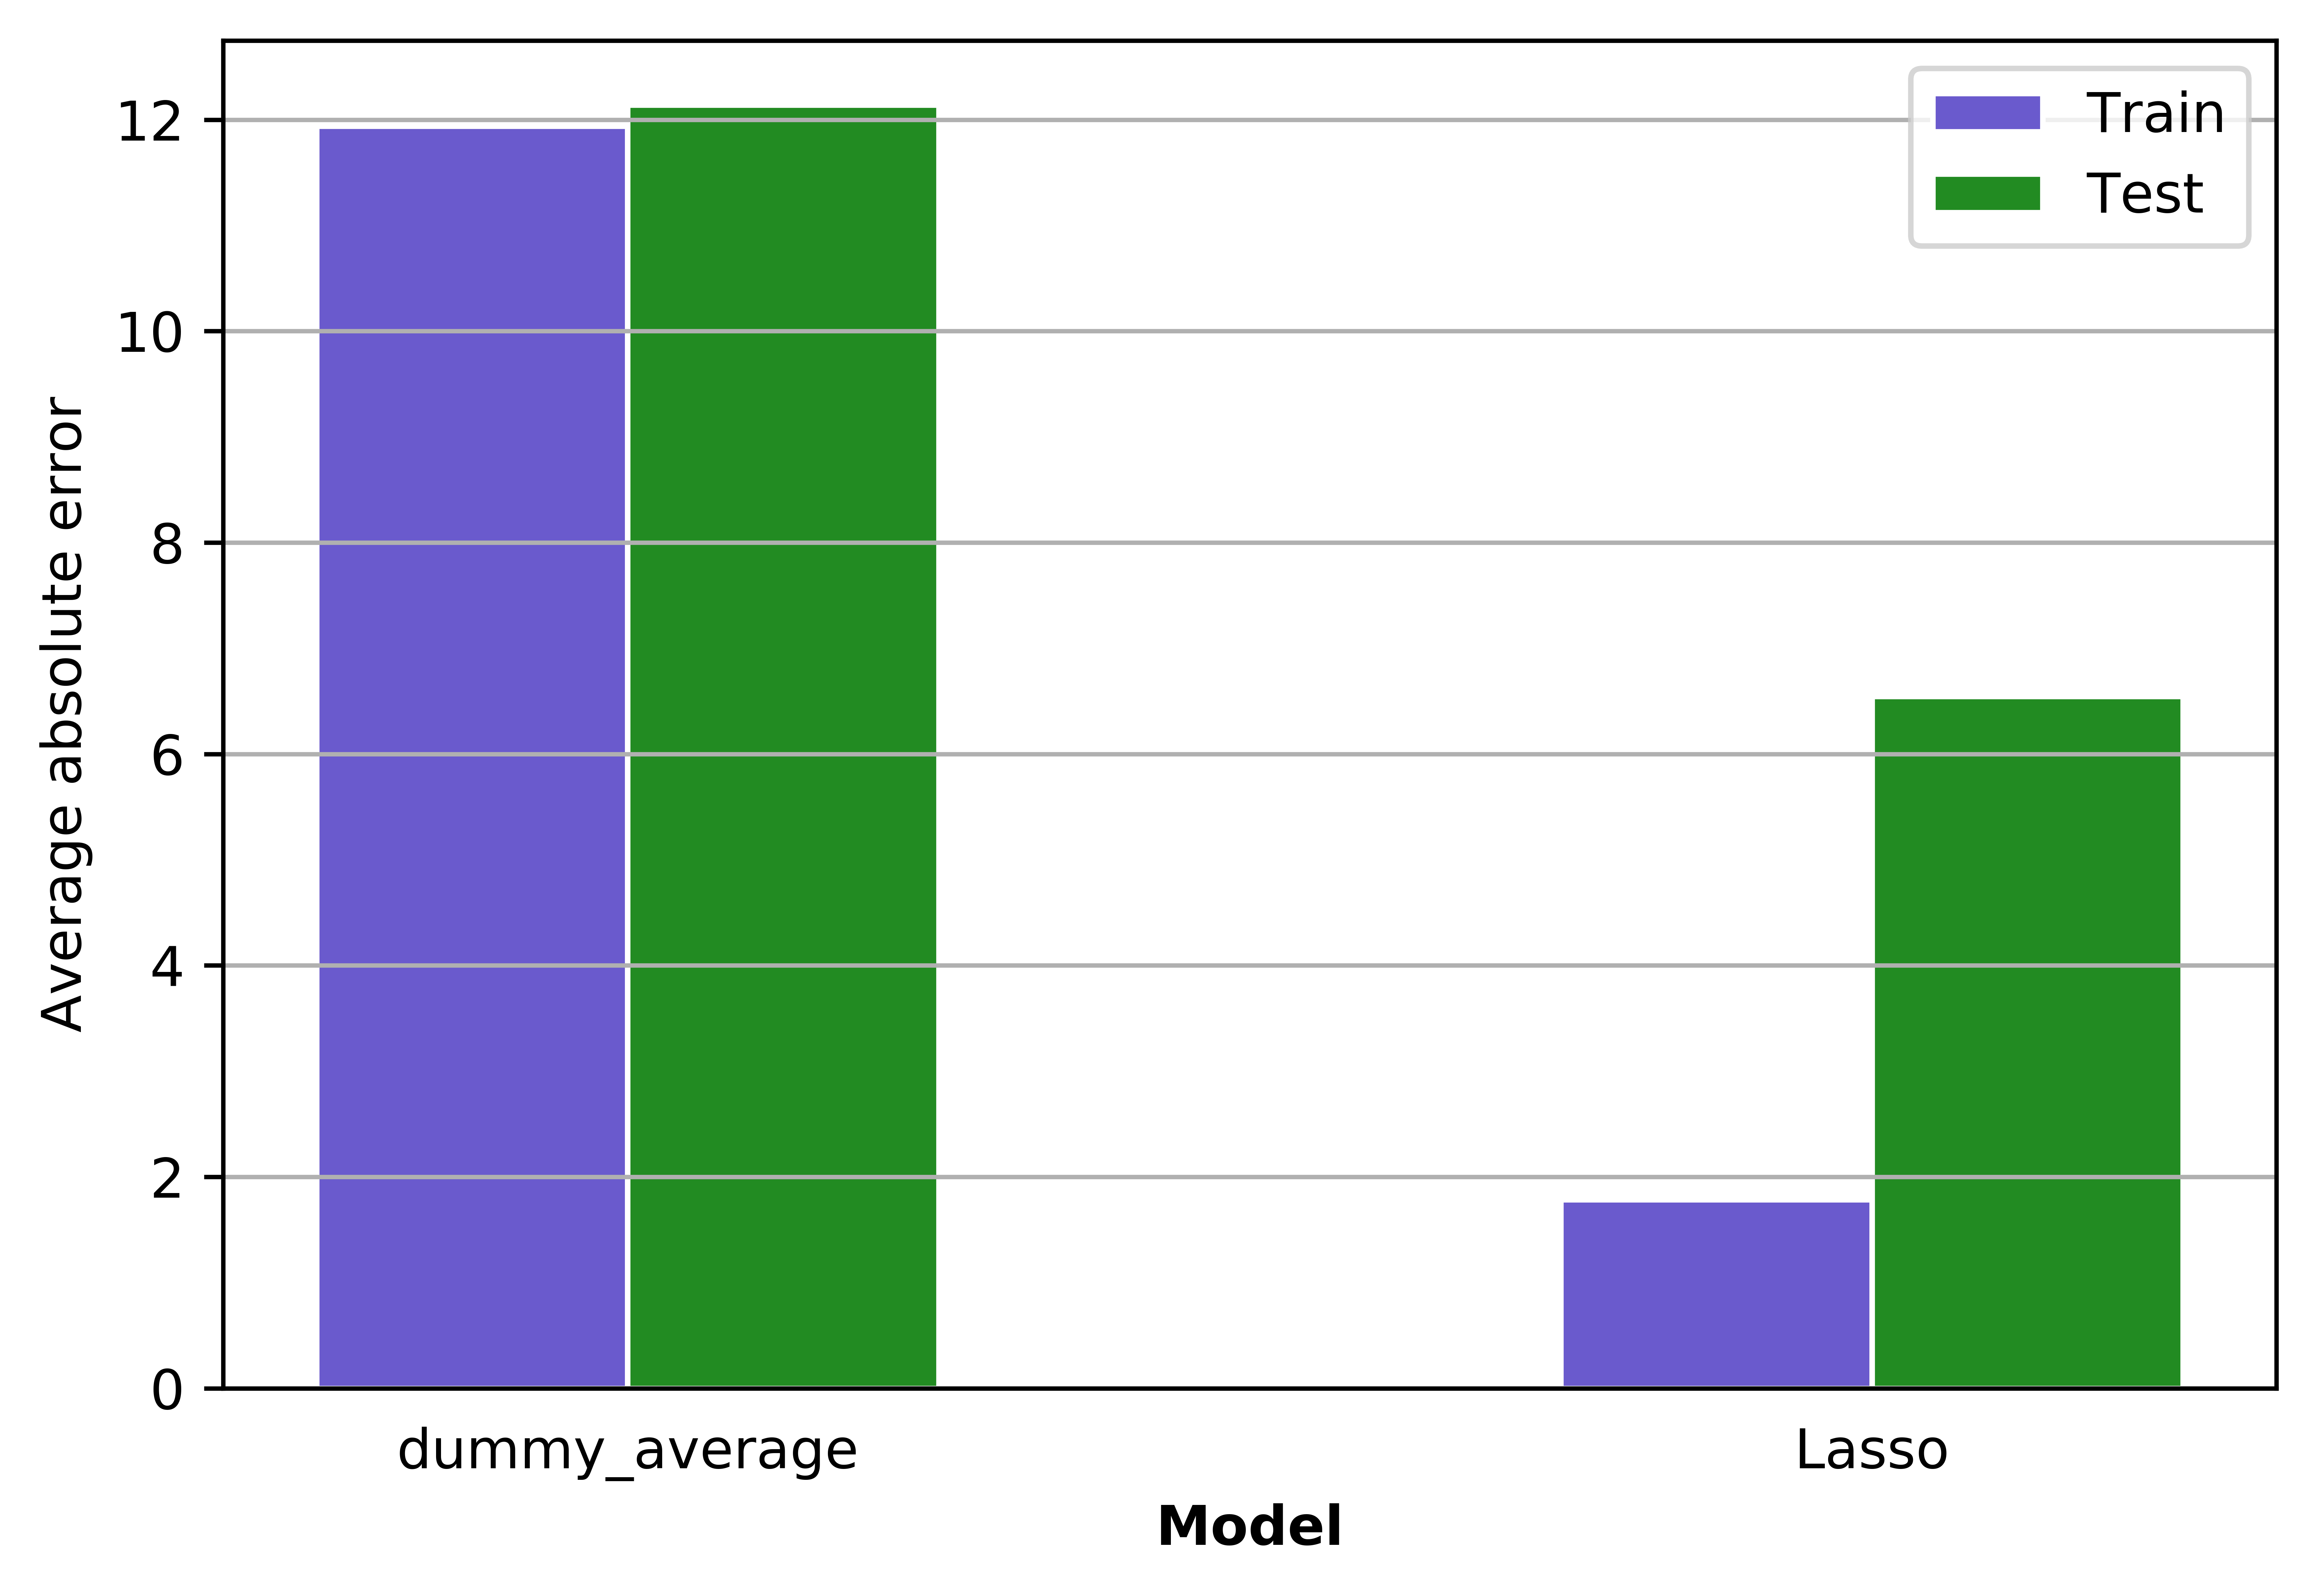 Train
Test
12
10
8
6
4
2
0
Average absolute error
dummy_average
Lasso
Model